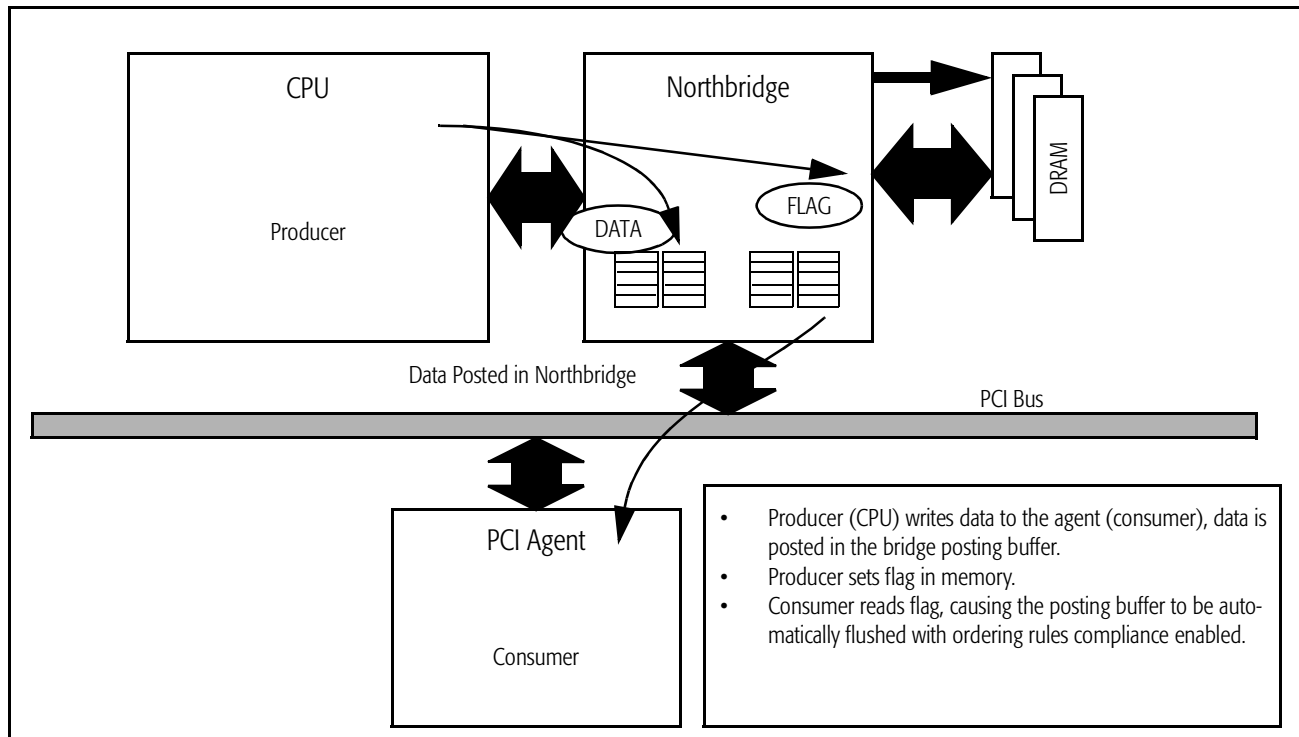 CPU
Northbridge
DRAM
Producer
DATA
FLAG
Data Posted in Northbridge
PCI Bus
PCI Agent
Consumer
• Producer (CPU) writes data to the agent (consumer), data is
posted in the bridge posting buffer.
• Producer sets flag in memory.
• Consumer reads flag, causing the posting buffer to be auto-
matically flushed with ordering rules compliance enabled.